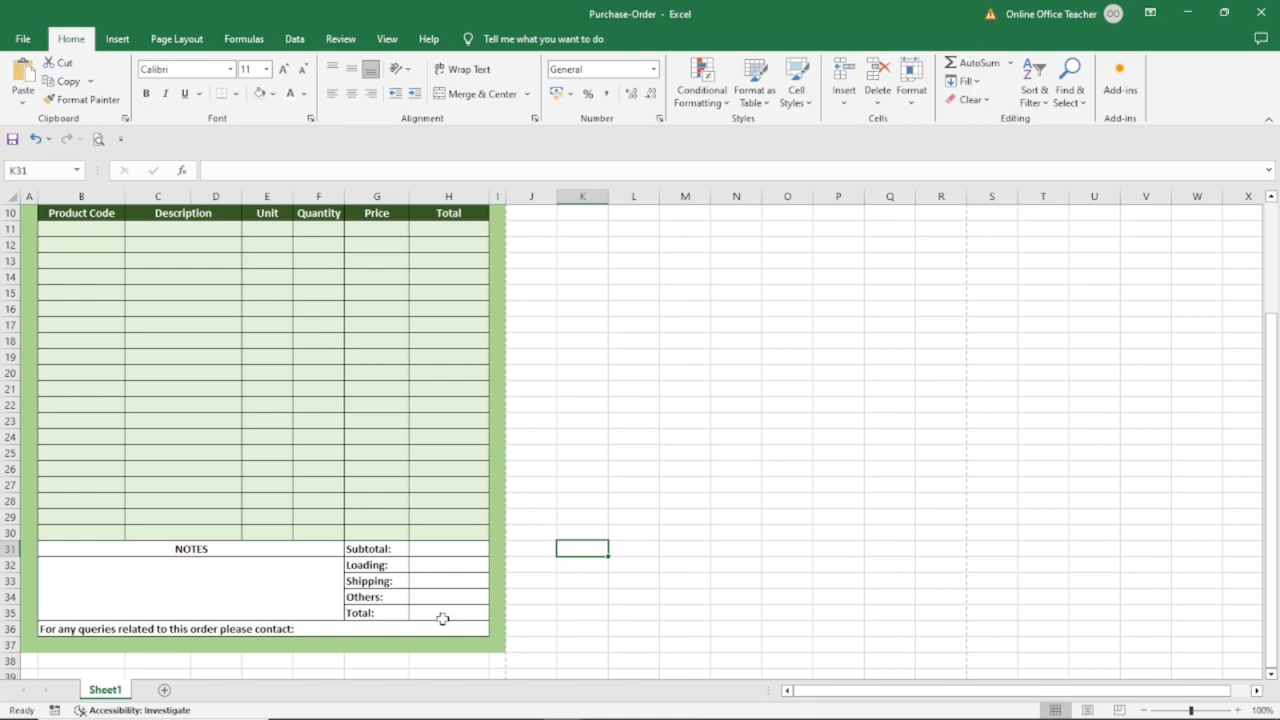 Purchase-Order - Excel
Online Office Teacher OO
File Home Insert Page Layout Formulas Data Review View Help Tell me what you want to do
Paste
Cut
Copy
Format Painter
Clipboard
Calibri 11
B I U
Font
Wrap Text
Merge & Center
Alignment
General
Number
Conditional Formatting
Format as Table
Cell Styles
Styles
Insert Delete Format
Cells
AutoSum
Fill
Clear
Sort & Filter
Find & Select
Editing
Add-ins
Add-ins
K31 fx
A B C D E F G H I J K L M N O P Q R S T U V W X
10 Product Code Description Unit Quantity Price Total
11
12
13
14
15
16
17
18
19
20
21
22
23
24
25
26
27
28
29
30
31 NOTES Subtotal:
32 Loading:
33 Shipping:
34 Others:
35 Total:
36 For any queries related to this order please contact:
37
38
39
Sheet1
Ready Accessibility: Investigate 100%